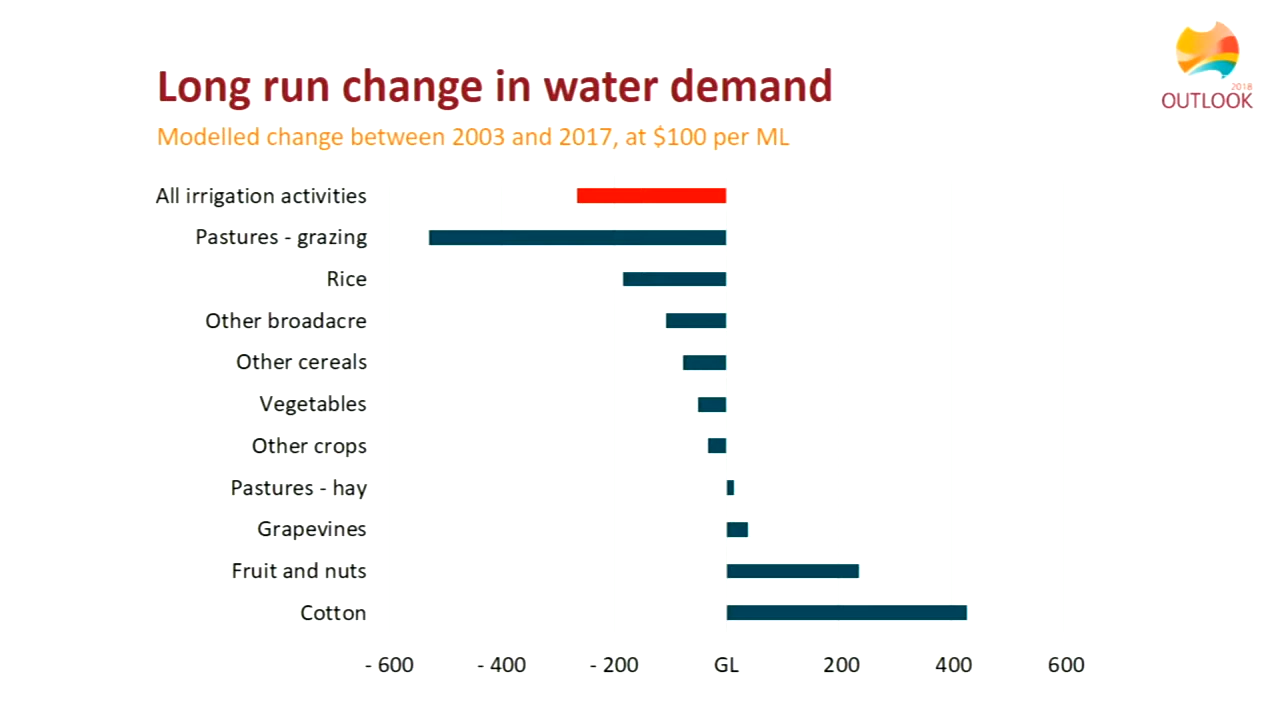 2018
OUTLOOK
Long run change in water demand
Modelled change between 2003 and 2017, at $100 per ML
All irrigation activities
Pastures - grazing
Rice
Other broadacre
Other cereals
Vegetables
Other crops
Pastures - hay
Grapevines
Fruit and nuts
Cotton
- 600 - 400 - 200 GL 200 400 600